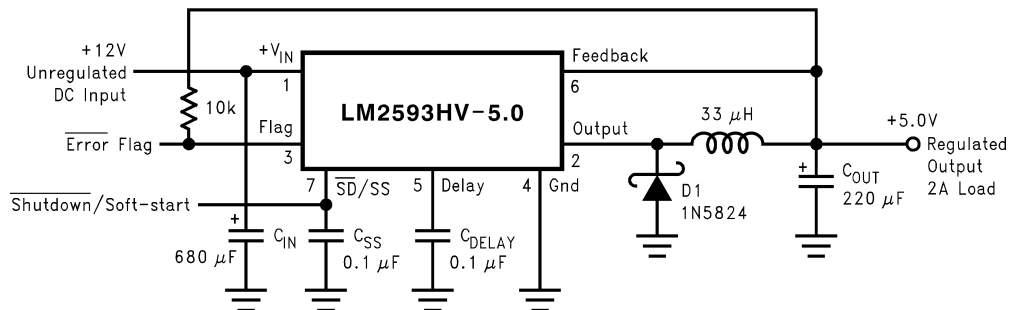 +12V
Unregulated
DC Input
+VIN
1
Feedback
6
10k
LM2593HV-5.0
33 μH
+5.0V
Error Flag
Flag
3
Output
2
Regulated
Output
2A Load
+
COUT
220 μF
D1
1N5824
7
SD/SS
5
Delay
4
Gnd
Shutdown/Soft-start
+
CIN
680 μF
CSS
0.1 μF
CDELAY
0.1 μF